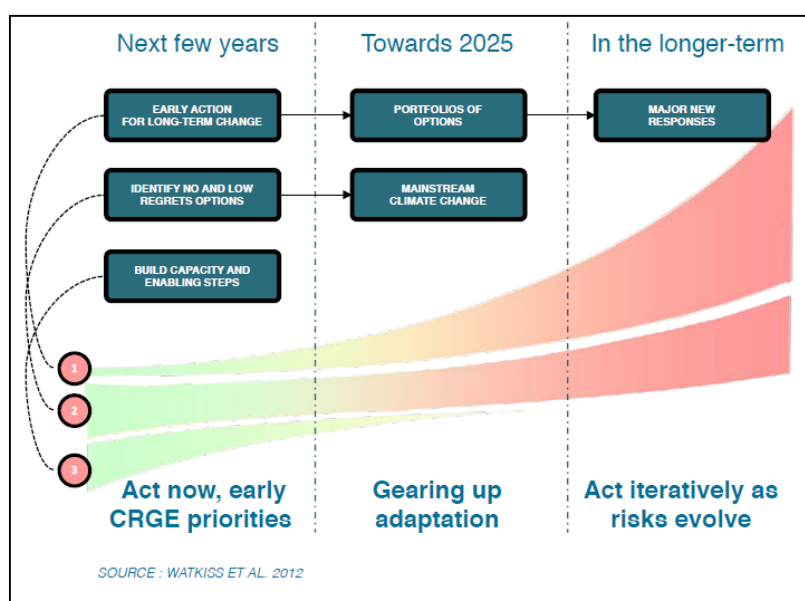 Next few years
Towards 2025
In the longer-term
EARLY ACTION
FOR LONG-TERM CHANGE
PORTFOLIOS OF
OPTIONS
MAJOR NEW
RESPONSES
IDENTIFY NO AND LOW
REGRETS OPTIONS
MAINSTREAM
CLIMATE CHANGE
BUILD CAPACITY AND
ENABLING STEPS
1
2
3
Act now, early
CRGE priorities
Gearing up
adaptation
Act iteratively as
risks evolve
SOURCE : WATKISS ET AL. 2012